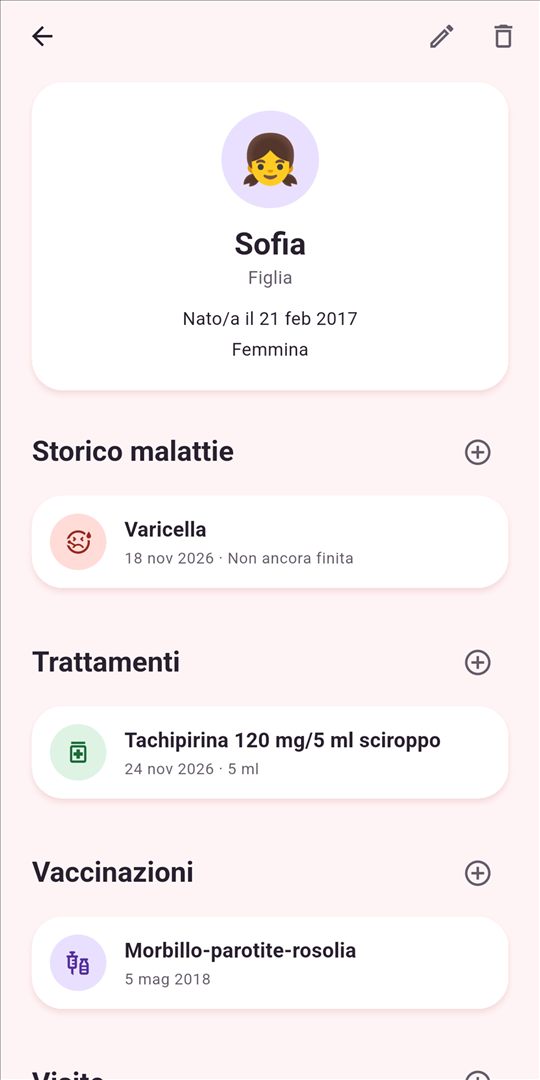 Sofia
Figlia
Nato/a il 21 feb 2017
Femmina
Storico malattie
Varicella
18 nov 2026 · Non ancora finita
Trattamenti
Tachipirina 120 mg/5 ml sciroppo
24 nov 2026 · 5 ml
Vaccinazioni
Morbillo-parotite-rosolia
5 mag 2018
Visite